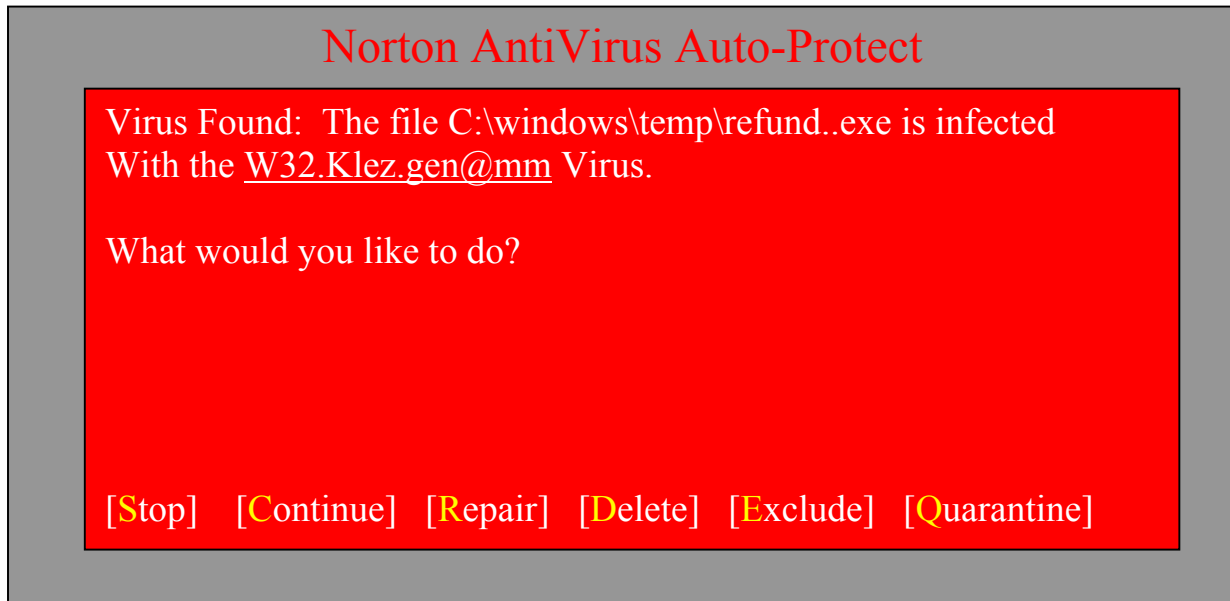 Norton AntiVirus Auto-Protect
Virus Found: The file C:\windows\temp\refund..exe is infected
With the W32.Klez.gen@mm Virus.
What would you like to do?
[Stop] [Continue] [Repair] [Delete] [Exclude] [Quarantine]